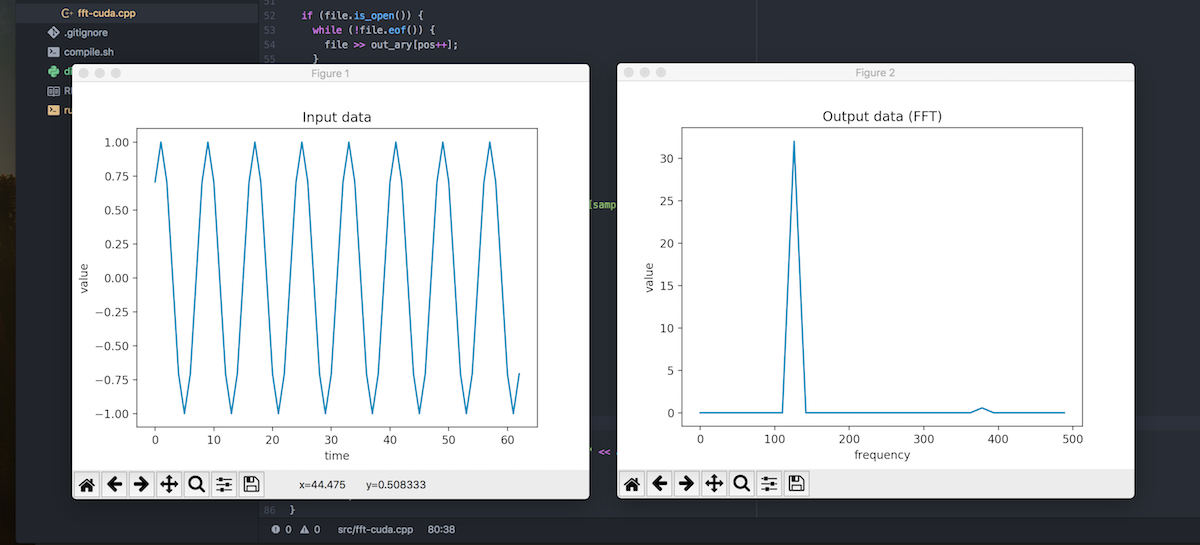 fft-cuda.cpp
.gitignore
compile.sh
51
52 if (file.is_open()) {
53 while (!file.eof()) {
54 file >> out_ary[pos++];
55 }
Figure 1
Input data
1.00
0.75
0.50
0.25
0.00
−0.25
−0.50
−0.75
−1.00
value
0 10 20 30 40 50 60
time
x=44.475 y=0.508333
Figure 2
Output data (FFT)
30
25
20
15
10
5
0
value
0 100 200 300 400 500
frequency
[samp
" <<
86 }
0 0 src/fft-cuda.cpp 80:38